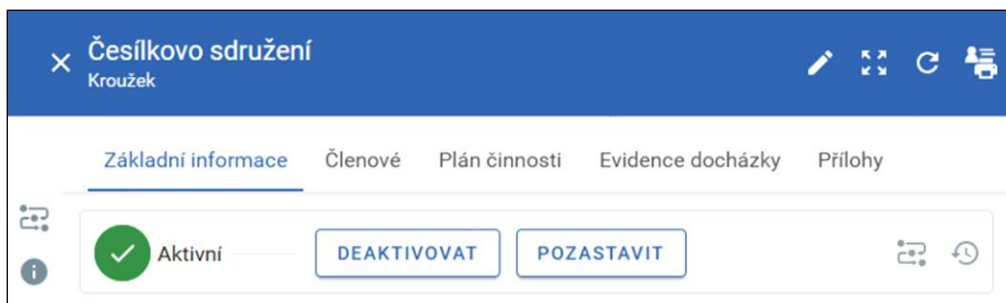 Česílkovo sdružení
Kroužek
Základní informace Členové Plán činnosti Evidence docházky Přílohy
Aktivní DEAKTIVOVAT POZASTAVIT